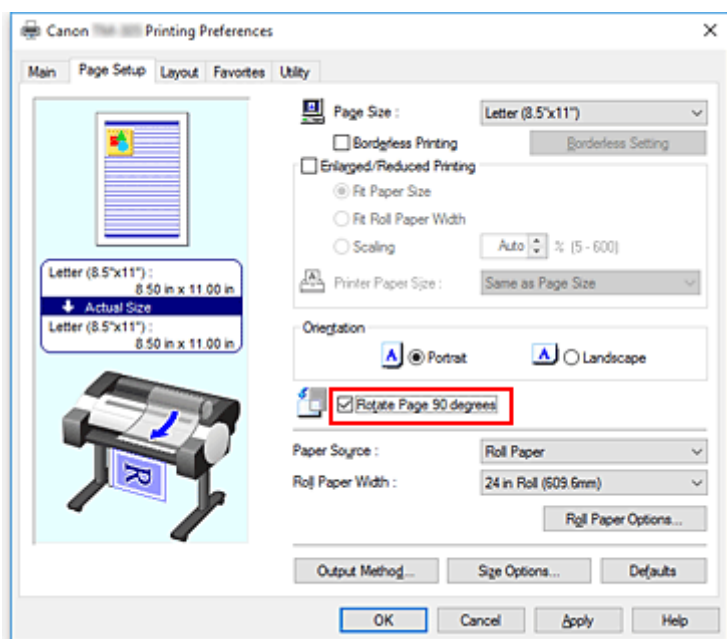 Canon Printing Preferences
Main Page Setup Layout Favorites Utility
Page Size : Letter (8.5"x11")
Borderless Printing Borderless Setting
Enlarged/Reduced Printing
Fit Paper Size
Fit Roll Paper Width
Scaling Auto % (5 - 600)
Printer Paper Size : Same as Page Size
Letter (8.5"x11") :
8.50 in x 11.00 in
Actual Size
Letter (8.5"x11") :
8.50 in x 11.00 in
Orientation
A Portrait A Landscape
Rotate Page 90 degrees
R
Paper Source : Roll Paper
Roll Paper Width : 24 in Roll (609.6mm)
Roll Paper Options...
Output Method... Size Options... Defaults
OK Cancel Apply Help